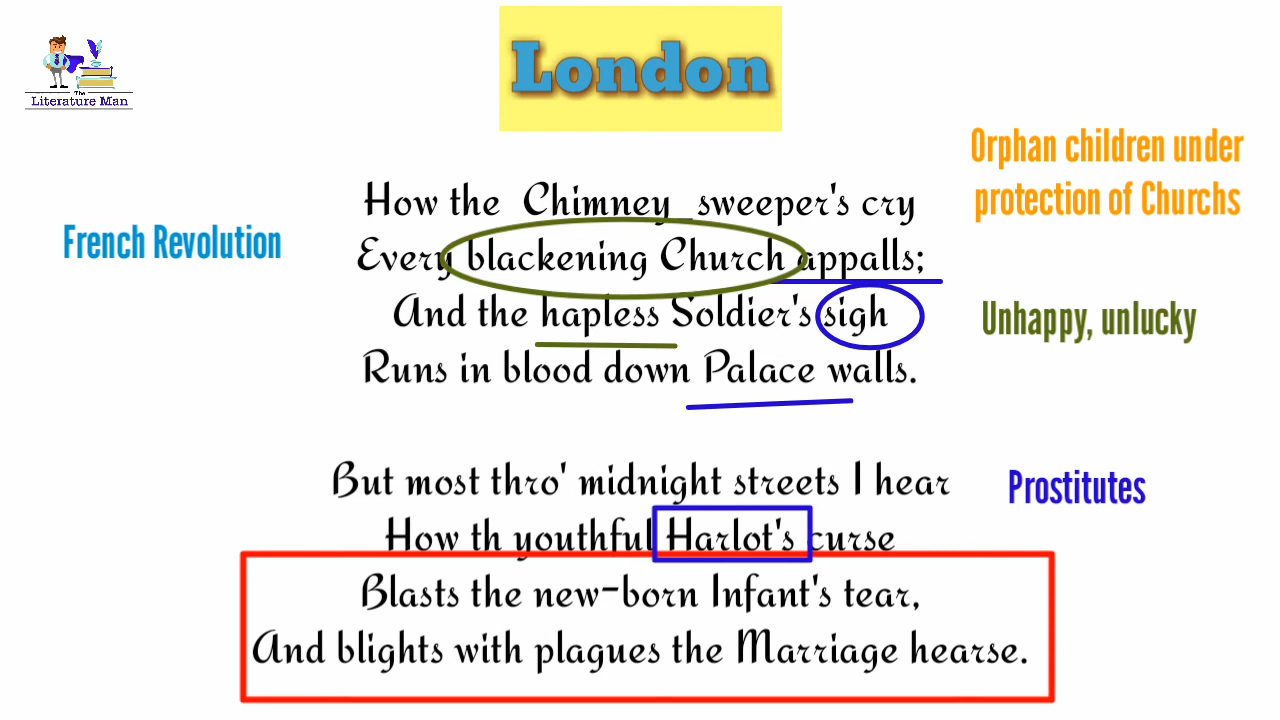 London
The
Literature Man
Orphan children under
protection of Churchs
How the Chimney_sweeper's cry
French Revolution
Every blackening Church appalls;
And the hapless Soldier's sigh
Unhappy, unlucky
Runs in blood down Palace walls.
But most thro' midnight streets I hear
Prostitutes
How th youthful Harlot's curse
Blasts the new-born Infant's tear,
And blights with plagues the Marriage hearse.